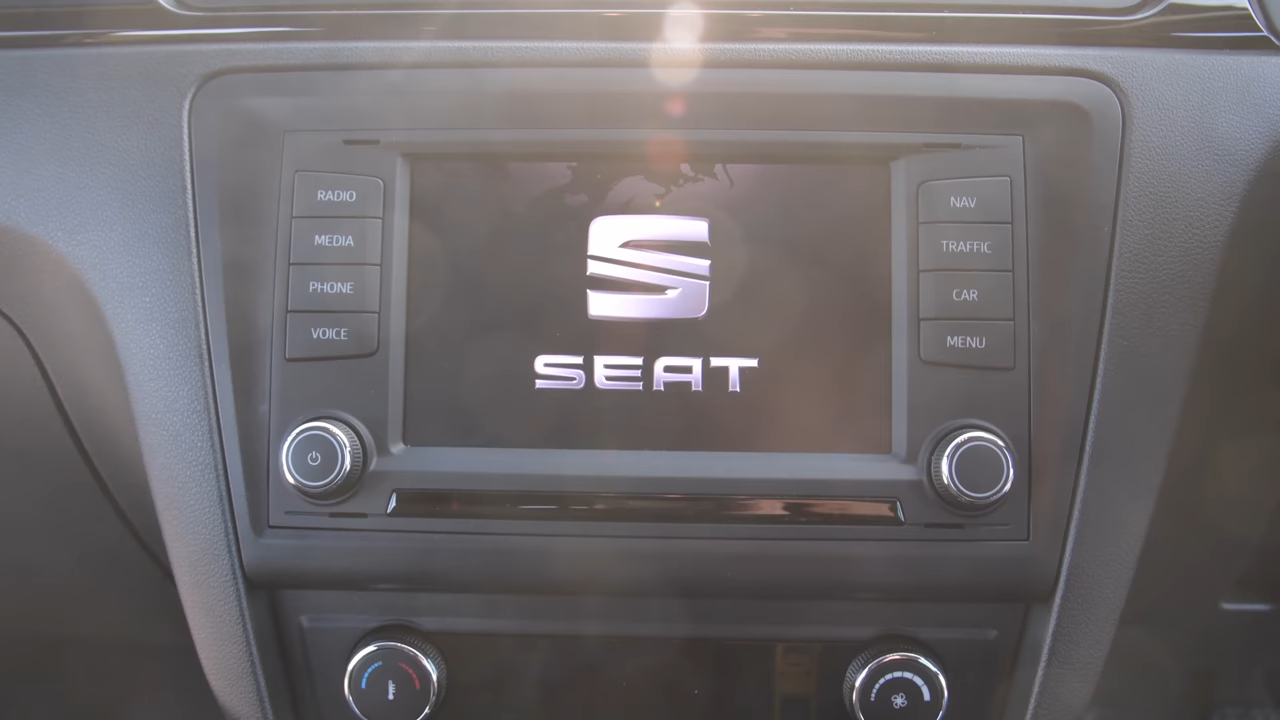 RADIO
MEDIA
PHONE
VOICE
SEAT
NAV
TRAFFIC
CAR
MENU